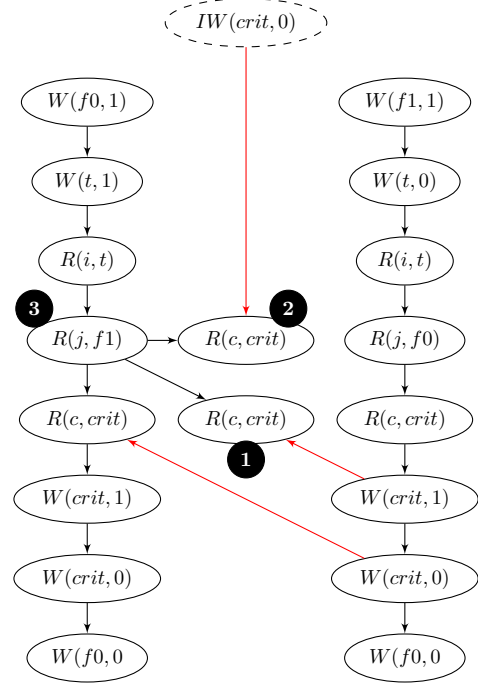 IW(crit, 0)
W(f0, 1)
W(f1, 1)
W(t, 1)
W(t, 0)
R(i, t)
R(i, t)
3
2
R(j, f1)
R(c, crit)
R(j, f0)
R(c, crit)
R(c, crit)
R(c, crit)
1
W(crit, 1)
W(crit, 1)
W(crit, 0)
W(crit, 0)
W(f0, 0
W(f0, 0